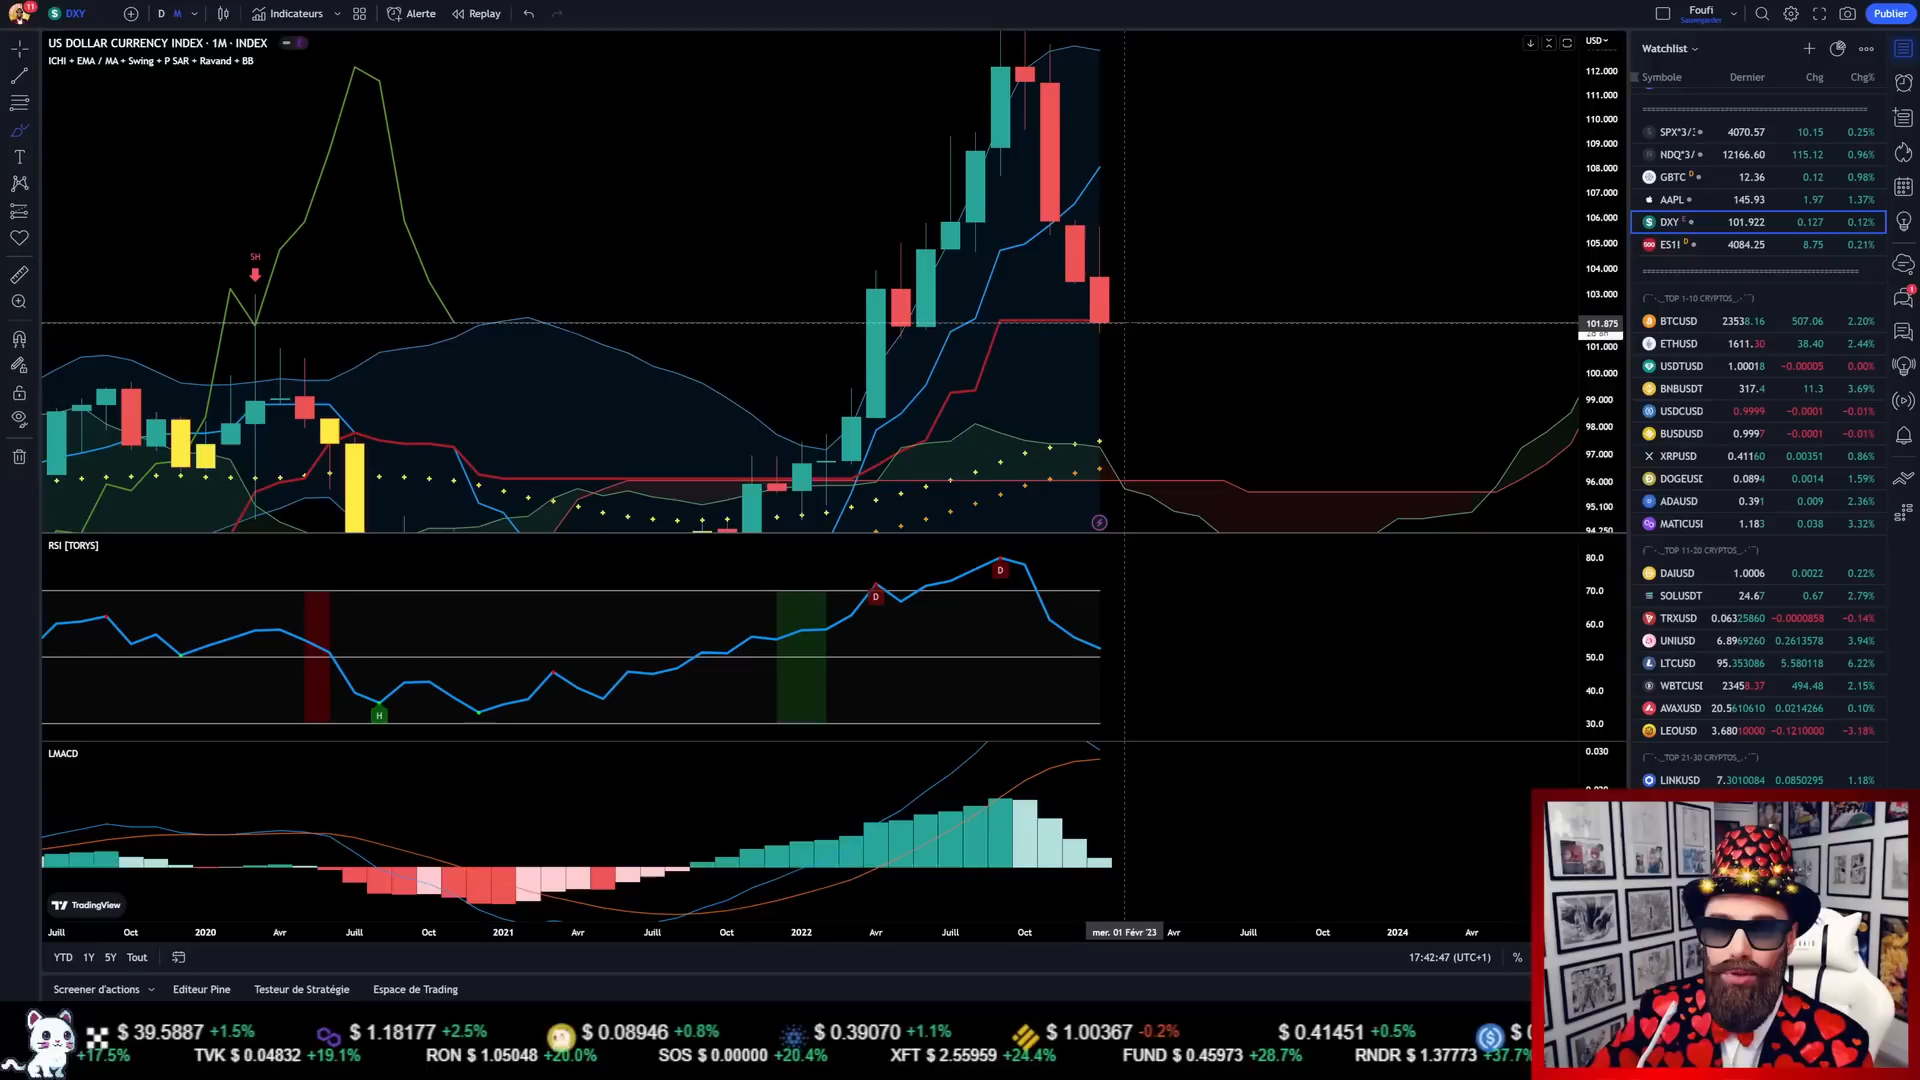 11
DXY
D
M
Indicateurs
Alerte
Replay
Foufi
Sauvegarder
Publier
US DOLLAR CURRENCY INDEX · 1M · INDEX
E
ICHI + EMA / MA + Swing + P SAR + Ravand + BB
SH
USD
112.000
111.000
110.000
109.000
108.000
107.000
106.000
105.000
104.000
103.000
101.875
101.000
100.000
99.000
98.000
97.000
96.000
95.100
94.250
RSI [TORYS]
D
D
H
80.0
70.0
60.0
50.0
40.0
30.0
LMACD
0.030
TradingView
Juill
Oct
2020
Avr
Juill
Oct
2021
Avr
Juill
Oct
2022
Avr
Juill
Oct
mer. 01 Févr '23
Avr
Juill
Oct
2024
Avr
YTD
1Y
5Y
Tout
17:42:47 (UTC+1)
%
Screener d'actions
Editeur Pine
Testeur de Stratégie
Espace de Trading
Watchlist
Symbole Dernier Chg Chg%
SPX*3/: 4070.57 10.15 0.25%
NDQ*3/ 12166.60 115.12 0.96%
GBTC D 12.36 0.12 0.98%
AAPL 145.93 1.97 1.37%
DXY E 101.922 0.127 0.12%
500 ES1! D 4084.25 8.75 0.21%
TOP 1-10 CRYPTOS
BTCUSD 23538.16 507.06 2.20%
ETHUSD 1611.30 38.40 2.44%
USDTUSD 1.00018 −0.00005 0.00%
BNBUSDT 317.4 11.3 3.69%
USDCUSD 0.9999 −0.0001 −0.01%
BUSDUSD 0.9997 −0.0001 −0.01%
XRPUSD 0.41160 0.00351 0.86%
DOGEUSI 0.0894 0.0014 1.59%
ADAUSD 0.391 0.009 2.36%
MATICUSI 1.183 0.038 3.32%
TOP 11-20 CRYPTOS
DAIUSD 1.0006 0.0022 0.22%
SOLUSDT 24.67 0.67 2.79%
TRXUSD 0.06325860 −0.0000858 −0.14%
UNIUSD 6.8969260 0.2613578 3.94%
LTCUSD 95.353086 5.580118 6.22%
WBTCUSI 23458.37 494.48 2.15%
AVAXUSD 20.5610610 0.0214266 0.10%
LEOUSD 3.68010000 −0.1210000 −3.18%
TOP 21-30 CRYPTOS
LINKUSD 7.3010084 0.0850295 1.18%
1
$ 39.5887 +1.5%
$ 1.18177 +2.5%
$ 0.08946 +0.8%
$ 0.39070 +1.1%
$ 1.00367 -0.2%
$ 0.41451 +0.5%
+17.5%
TVK $ 0.04832 +19.1%
RON $ 1.05048 +20.0%
SOS $ 0.00000 +20.4%
XFT $ 2.55959 +24.4%
FUND $ 0.45973 +28.7%
RNDR $ 1.37773 +37.7%